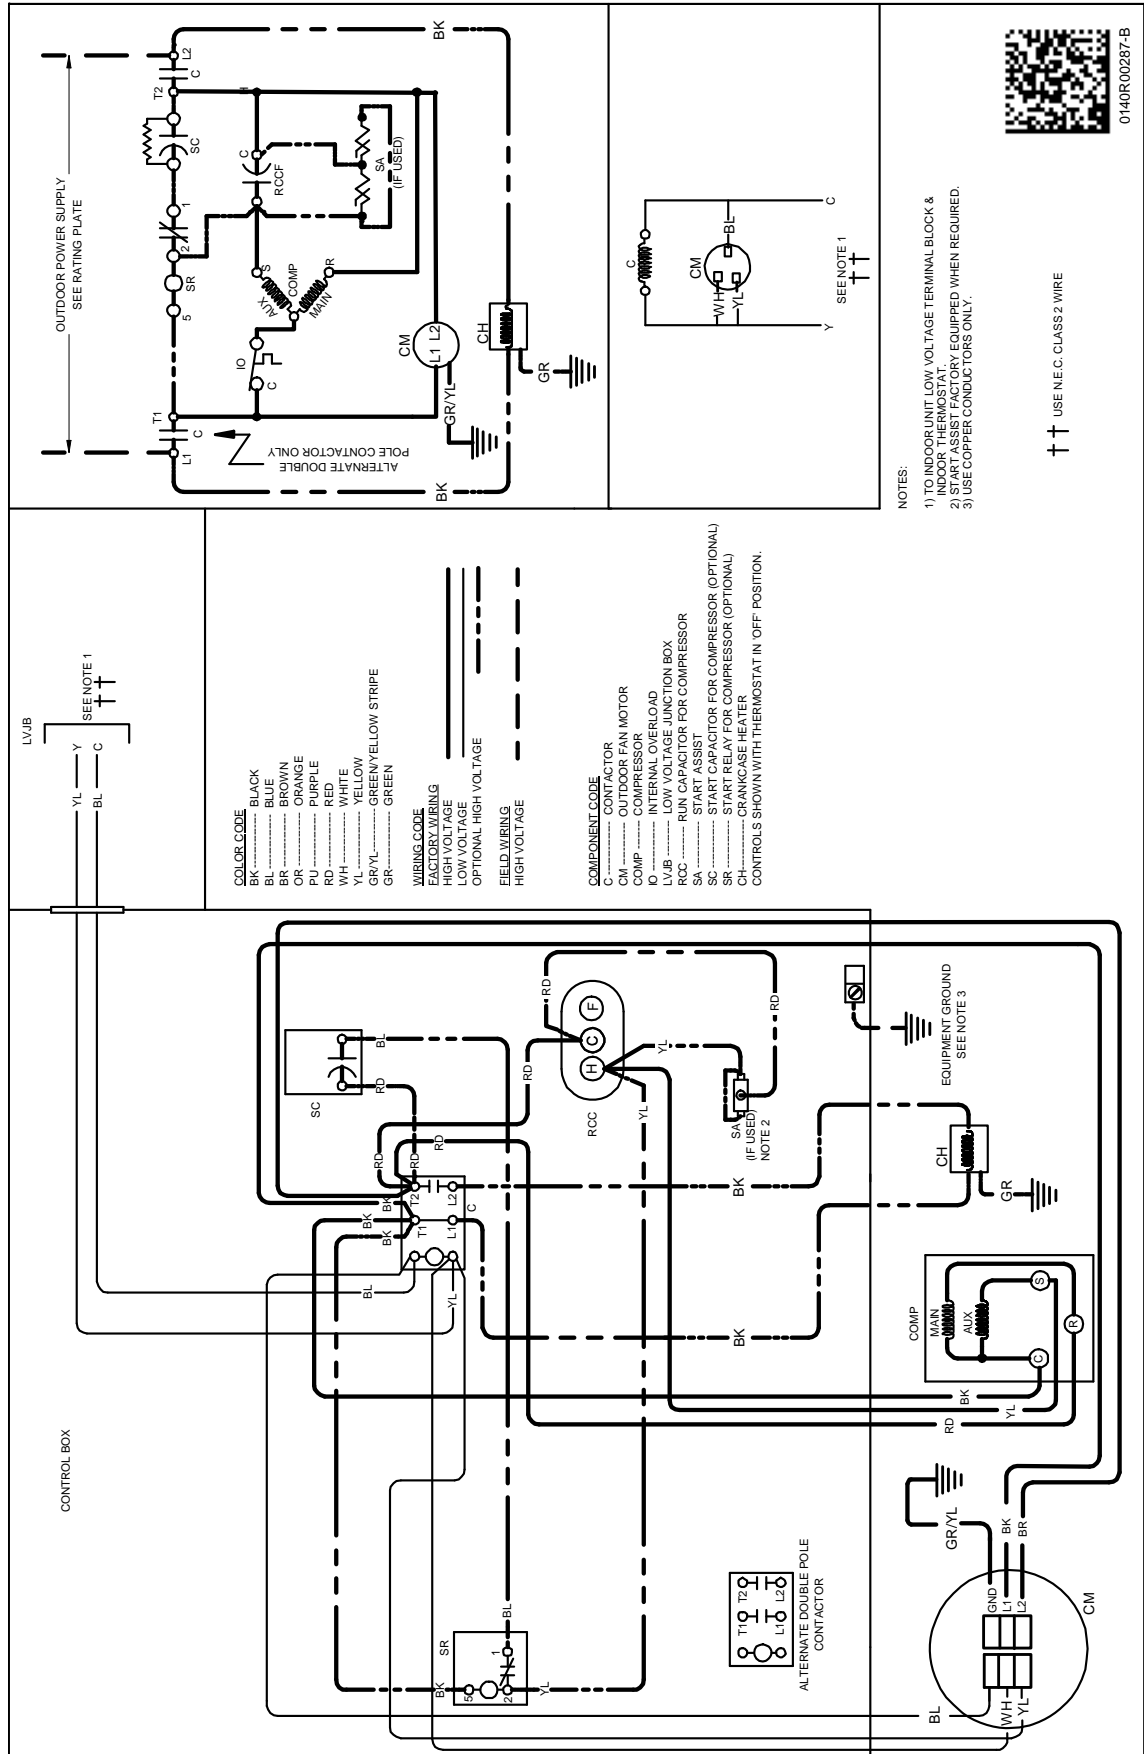 CONTROL BOX
LVJB
YL
Y
BL
C
SEE NOTE 1
†† 
SC
RD
BL
BK
BK
BK
RD
RD
RD
T2
T1
L2
L1
C
BL
YL
RD
RD
H
C
F
RCC
YL
YL
RD
SA
(IF USED)
NOTE 2
BK
BK
CH
GR
EQUIPMENT GROUND
SEE NOTE 3
SR
BK
5
2
1
BL
YL
T1
T2
L1
L2
ALTERNATE DOUBLE POLE
CONTACTOR
COMP
MAIN
AUX
C
S
R
BK
YL
RD
GR/YL
BK
BR
GND
L1
L2
CM
BL
WH
YL
COLOR CODE
BK ---------- BLACK
BL ---------- BLUE
BR ---------- BROWN
OR ---------- ORANGE
PU ---------- PURPLE
RD ---------- RED
WH ---------- WHITE
YL ---------- YELLOW
GR/YL ---------- GREEN/YELLOW STRIPE
GR ---------- GREEN
WIRING CODE
FACTORY WIRING
HIGH VOLTAGE
LOW VOLTAGE
OPTIONAL HIGH VOLTAGE
FIELD WIRING
HIGH VOLTAGE
COMPONENT CODE
C ---------- CONTACTOR
CM ---------- OUTDOOR FAN MOTOR
COMP ---------- COMPRESSOR
IO ---------- INTERNAL OVERLOAD
LVJB ---------- LOW VOLTAGE JUNCTION BOX
RCC ---------- RUN CAPACITOR FOR COMPRESSOR
SA ---------- START ASSIST
SC ---------- START CAPACITOR FOR COMPRESSOR (OPTIONAL)
SR ---------- START RELAY FOR COMPRESSOR (OPTIONAL)
CH ---------- CRANKCASE HEATER
CONTROLS SHOWN WITH THERMOSTAT IN 'OFF' POSITION.
OUTDOOR POWER SUPPLY
SEE RATING PLATE
L1
C
T1
5
SR
2
1
SC
T2
C
L2
ALTERNATE DOUBLE
POLE CONTACTOR ONLY
IO
C
AUX
S
COMP
MAIN
R
C
H
RCCF
SA
(IF USED)
CM
L1 L2
GR/YL
BK
BK
CH
GR
C
WH
YL
CM
BL
Y
C
SEE NOTE 1
††
NOTES:
1) TO INDOOR UNIT LOW VOLTAGE TERMINAL BLOCK &
INDOOR THERMOSTAT.
2) START ASSIST FACTORY EQUIPPED WHEN REQUIRED.
3) USE COPPER CONDUCTORS ONLY.
†† USE N.E.C. CLASS 2 WIRE
0140R00287-B